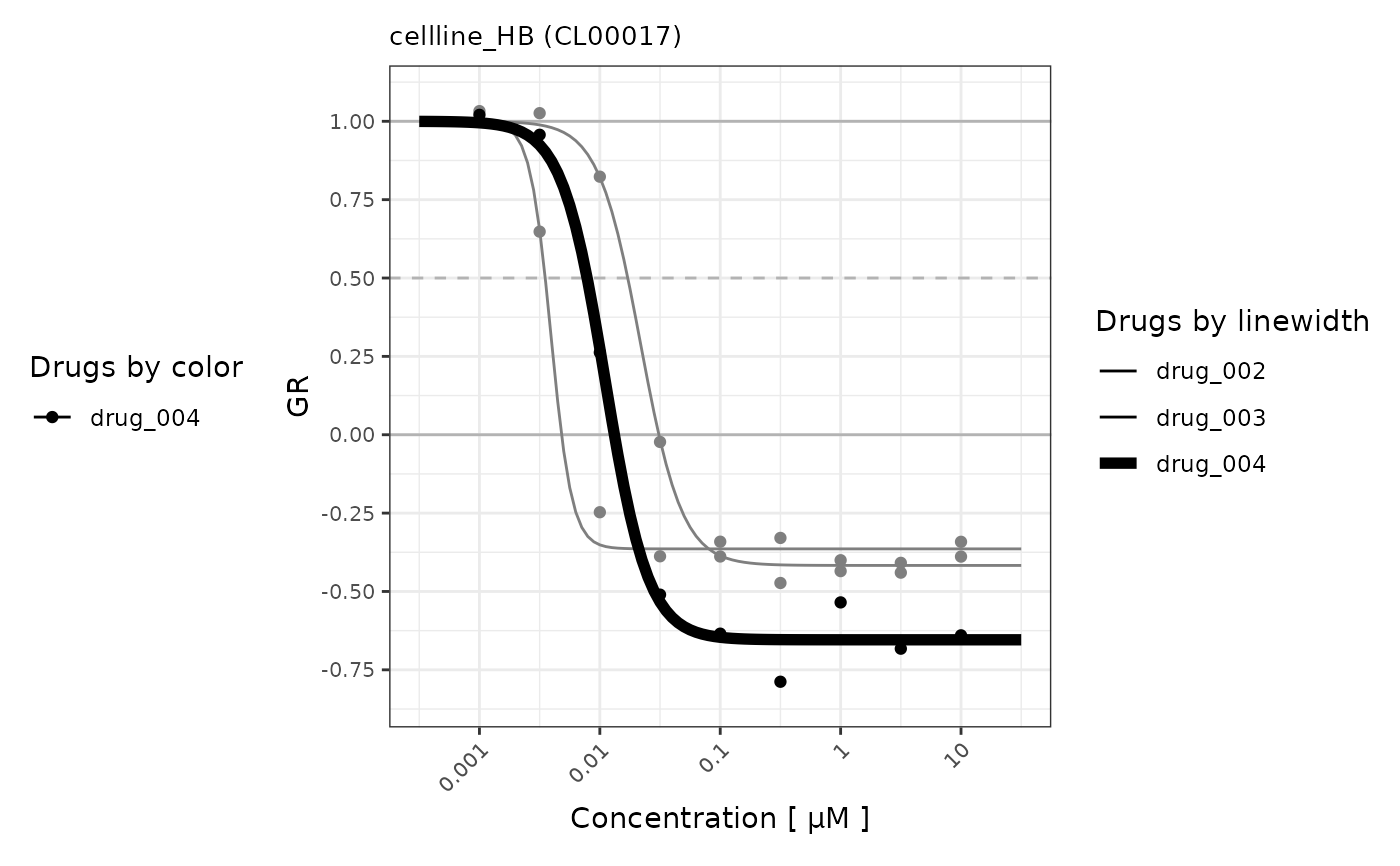 cellline_HB (CL00017)
Drugs by color
drug_004
GR
1.00
0.75
0.50
0.25
0.00
-0.25
-0.50
-0.75
0.001
0.01
0.1
1
10
Concentration [ µM ]
Drugs by linewidth
drug_002
drug_003
drug_004